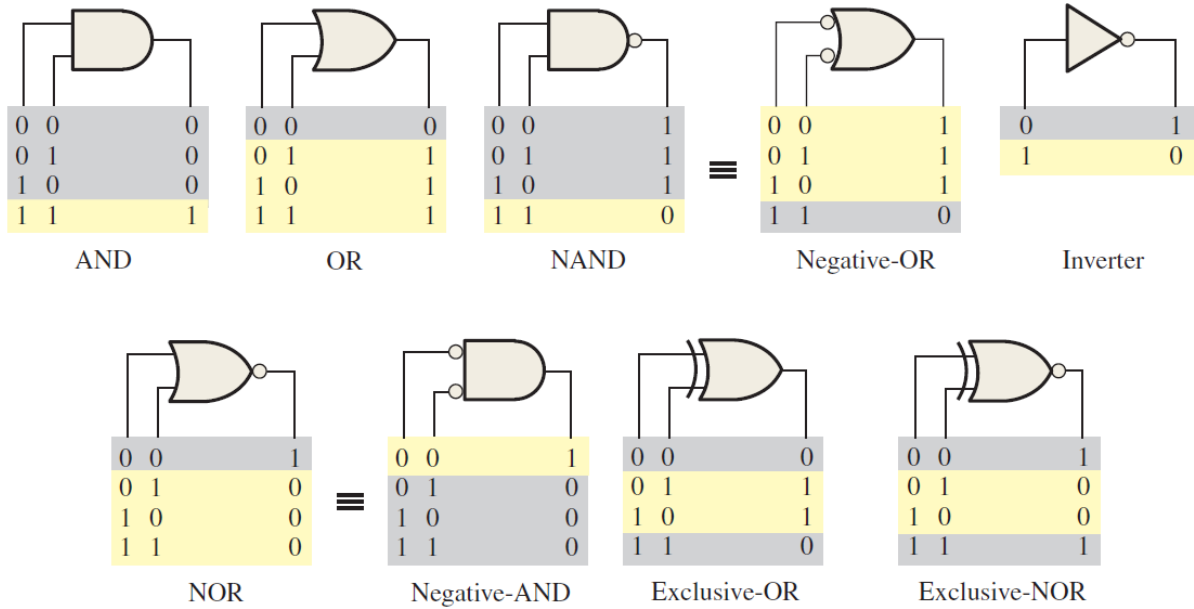 0 0 0
0 1 0
1 0 0
1 1 1
AND
0 0 0
0 1 1
1 0 1
1 1 1
OR
0 0 1
0 1 1
1 0 1
1 1 0
NAND
≡
0 0 1
0 1 1
1 0 1
1 1 0
Negative-OR
0 1
1 0
Inverter
0 0 1
0 1 0
1 0 0
1 1 0
NOR
≡
0 0 1
0 1 0
1 0 0
1 1 0
Negative-AND
0 0 0
0 1 1
1 0 1
1 1 0
Exclusive-OR
0 0 1
0 1 0
1 0 0
1 1 1
Exclusive-NOR